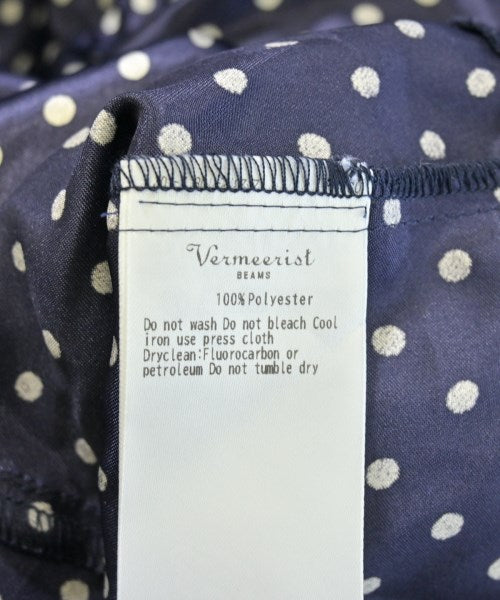 Vermeerist
BEAMS
100%Polyester
Do not wash Do not bleach Cool
iron use press cloth
Dryclean:Fluorocarbon or
petroleum Do not tumble dry